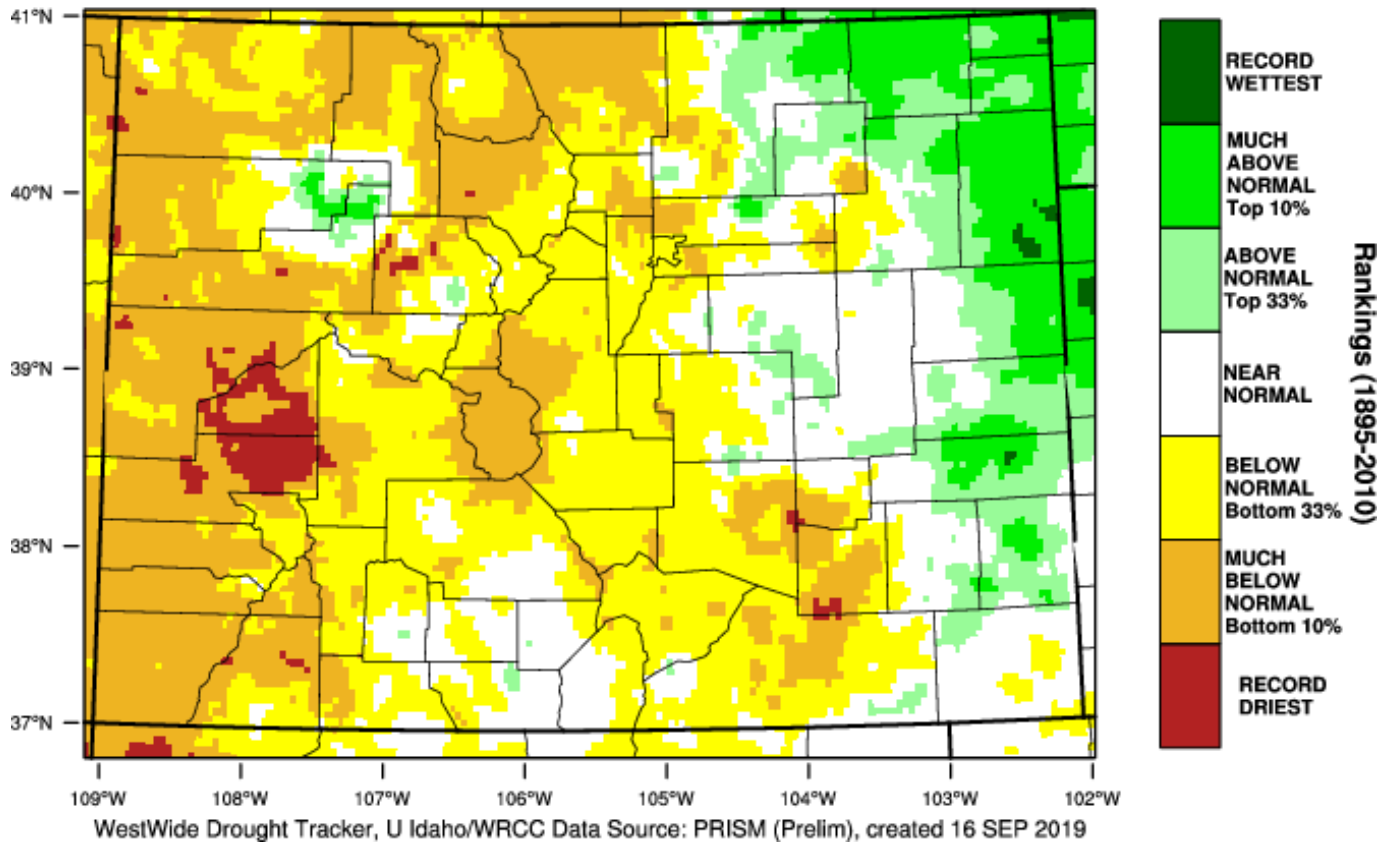 41°N
40°N
39°N
38°N
37°N
109°W 108°W 107°W 106°W 105°W 104°W 103°W 102°W
WestWide Drought Tracker, U Idaho/WRCC Data Source: PRISM (Prelim), created 16 SEP 2019
RECORD
WETTEST
MUCH
ABOVE
NORMAL
Top 10%
ABOVE
NORMAL
Top 33%
NEAR
NORMAL
BELOW
NORMAL
Bottom 33%
MUCH
BELOW
NORMAL
Bottom 10%
RECORD
DRIEST
Rankings (1895-2010)